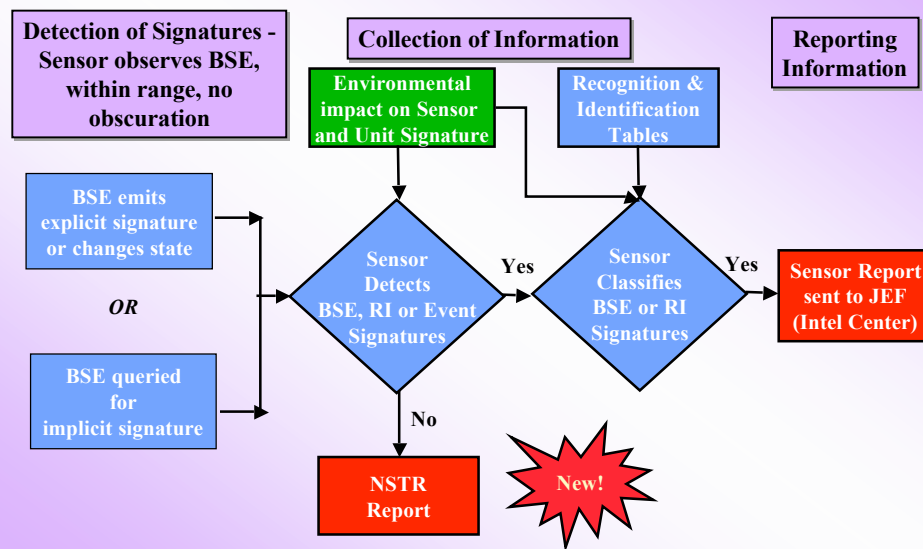 Detection of Signatures -
Sensor observes BSE,
within range, no
obscuration
Collection of Information
Reporting
Information
Environmental
impact on Sensor
and Unit Signature
Recognition &
Identification
Tables
BSE emits
explicit signature
or changes state
OR
BSE queried
for
implicit signature
Sensor
Detects
BSE, RI or Event
Signatures
Yes
Sensor
Classifies
BSE or RI
Signatures
Yes
Sensor Report
sent to JEF
(Intel Center)
No
NSTR
Report
New!